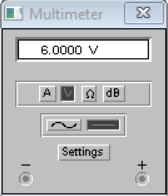 Multimeter
6.0000 V
A V Ω dB
Settings
− +